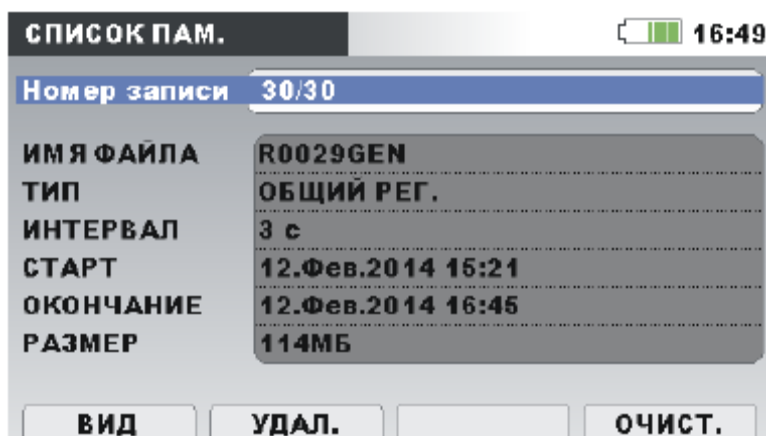 СПИСОК ПАМ. 16:49
Номер записи 30/30
ИМЯ ФАЙЛА R0029GEN
ТИП ОБЩИЙ РЕГ.
ИНТЕРВАЛ 3 с
СТАРТ 12.Фев.2014 15:21
ОКОНЧАНИЕ 12.Фев.2014 16:45
РАЗМЕР 114МБ
ВИД УДАЛ. ОЧИСТ.